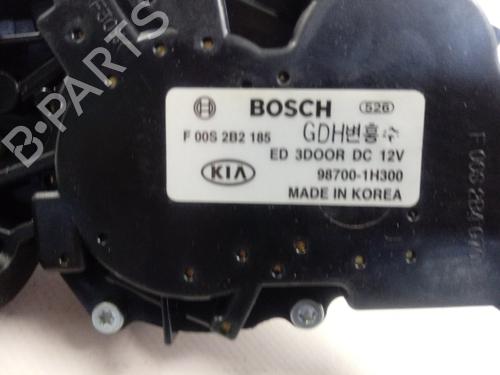 BOSCH
526
F 00S 2B2 185
GDH변흥수
ED 3DOOR DC 12V
KIA
98700-1H300
MADE IN KOREA
B-PARTS